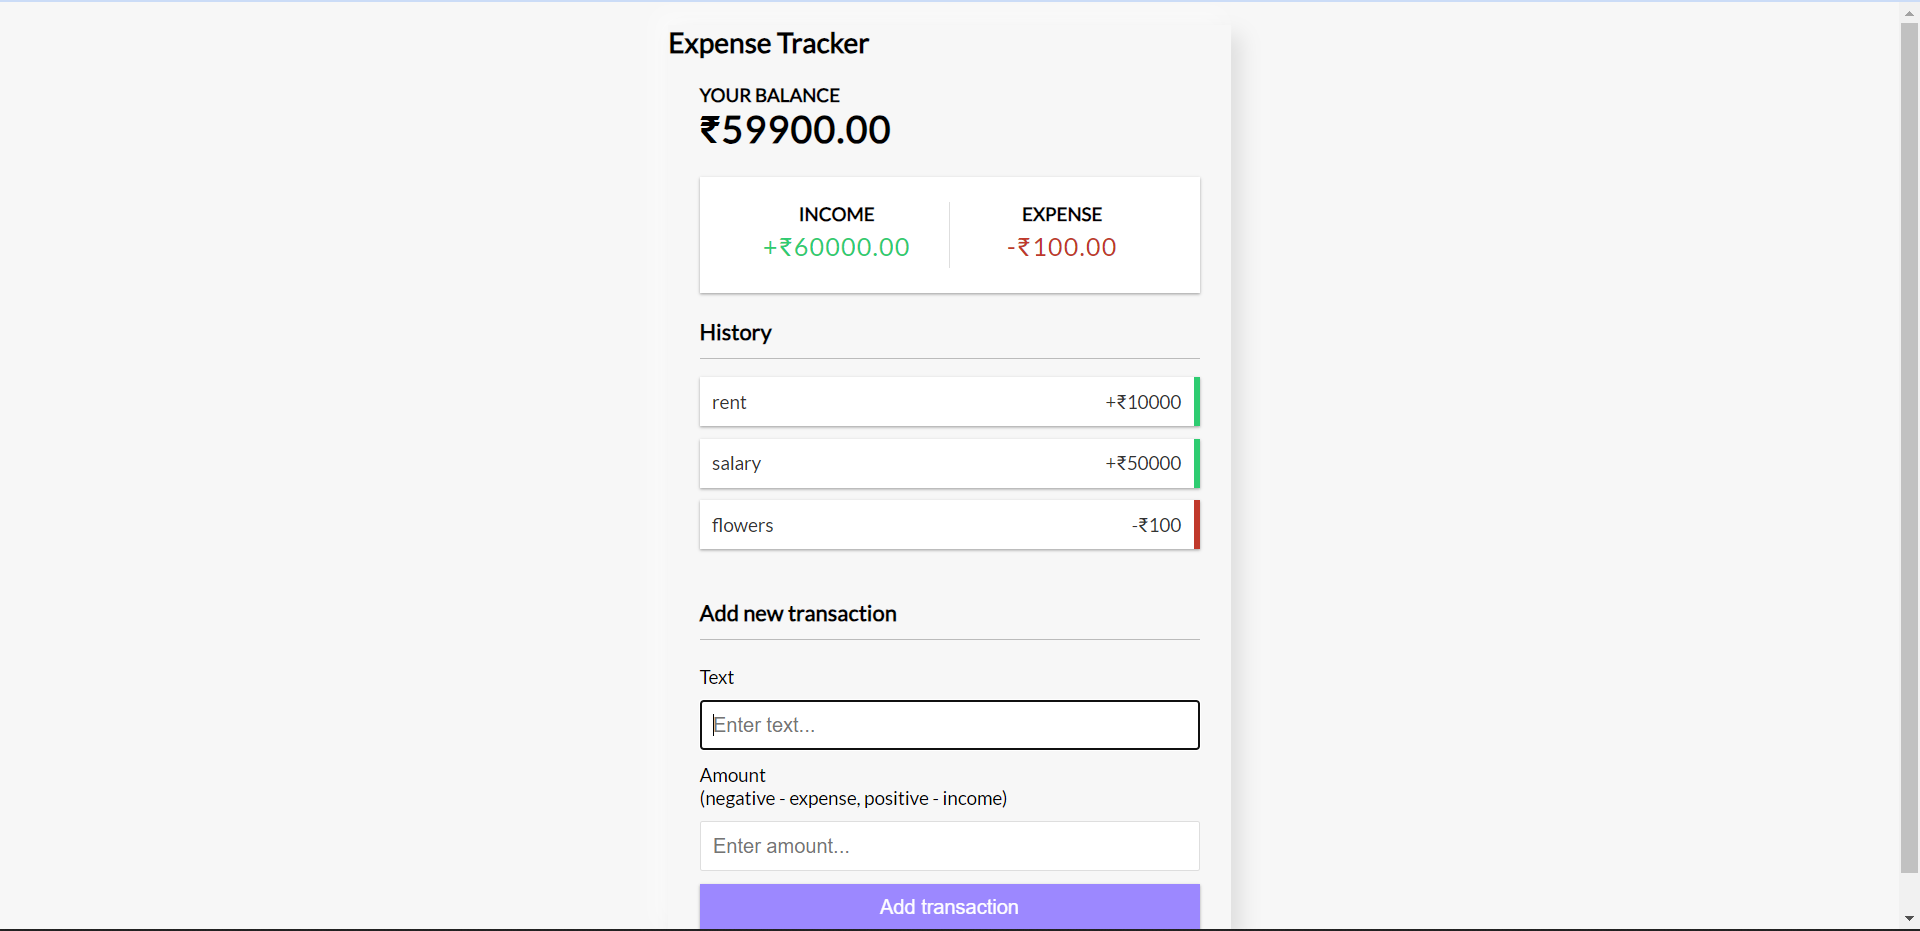 Expense Tracker
YOUR BALANCE
₹59900.00
INCOME
EXPENSE
+₹60000.00
-₹100.00
History
rent +₹10000
salary +₹50000
flowers -₹100
Add new transaction
Text
Enter text...
Amount
(negative - expense, positive - income)
Enter amount...
Add transaction